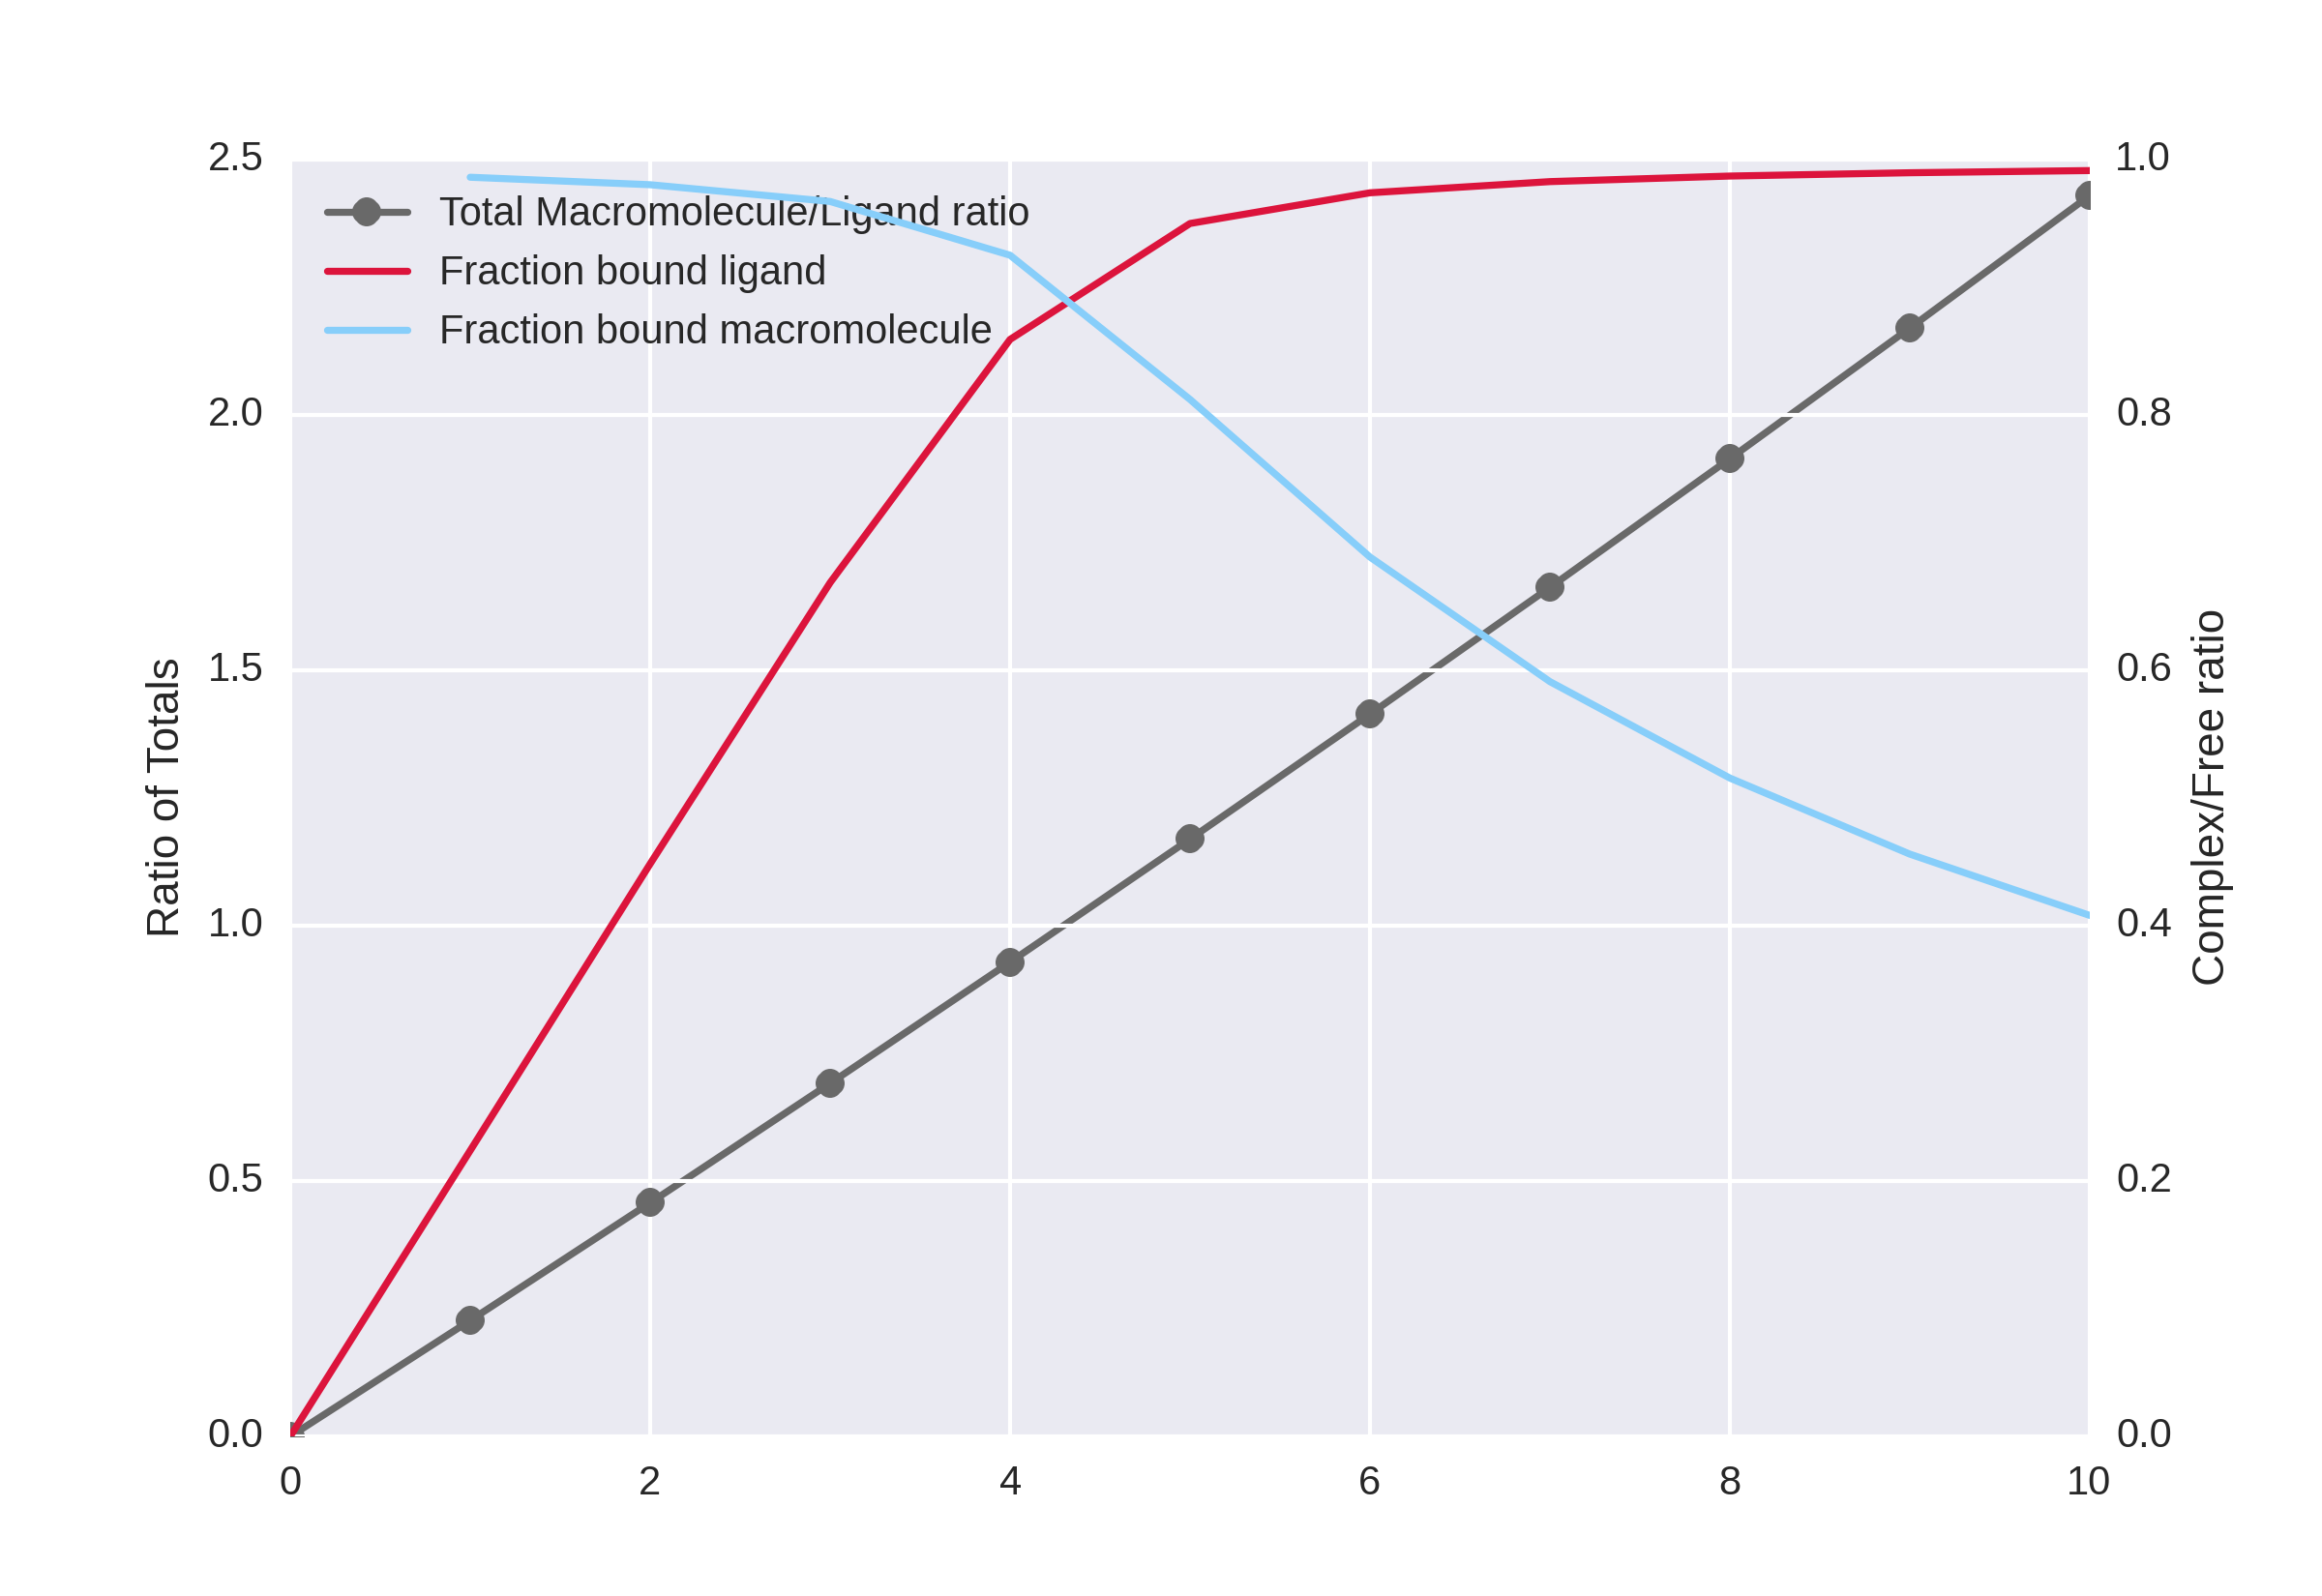 2.5
2.0
1.5
1.0
0.5
0.0
Ratio of Totals
Total Macromolecule/Ligand ratio
Fraction bound ligand
Fraction bound macromolecule
1.0
0.8
0.6
0.4
0.2
0.0
Complex/Free ratio
0 2 4 6 8 10